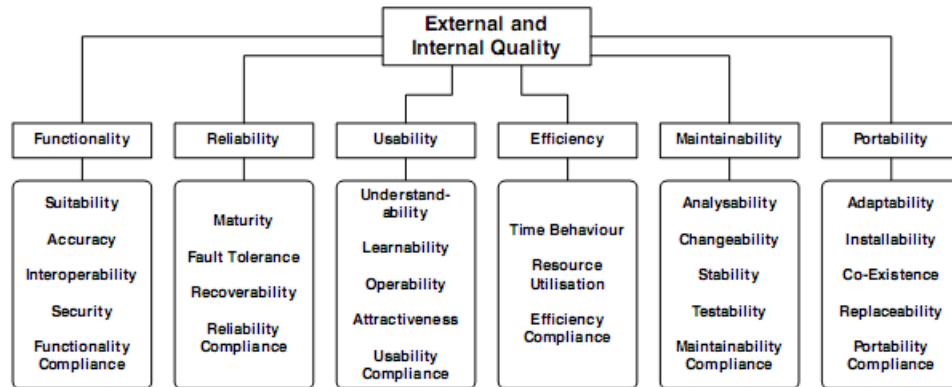 External and
Internal Quality
Functionality
Reliability
Usability
Efficiency
Maintainability
Portability
Suitability
Accuracy
Interoperability
Security
Functionality
Compliance
Maturity
Fault Tolerance
Recoverability
Reliability
Compliance
Understand-
ability
Learnability
Operability
Attractiveness
Usability
Compliance
Time Behaviour
Resource
Utilisation
Efficiency
Compliance
Analysability
Changeability
Stability
Testability
Maintainability
Compliance
Adaptability
Installability
Co-Existence
Replaceability
Portability
Compliance